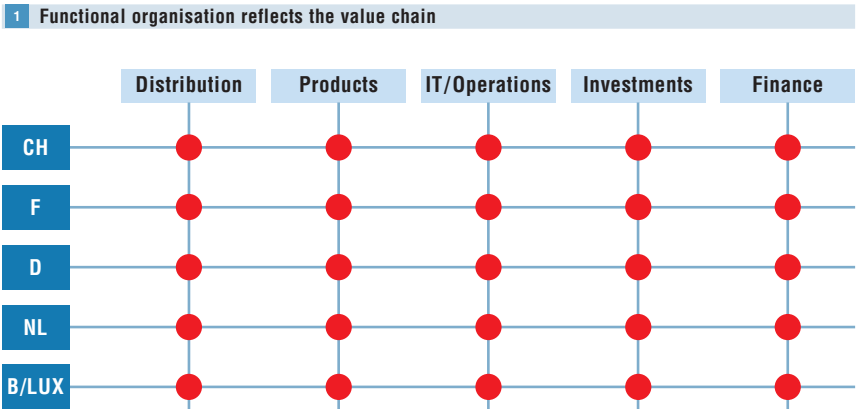 1 Functional organisation reflects the value chain
Distribution Products IT/Operations Investments Finance
CH
F
D
NL
B/LUX